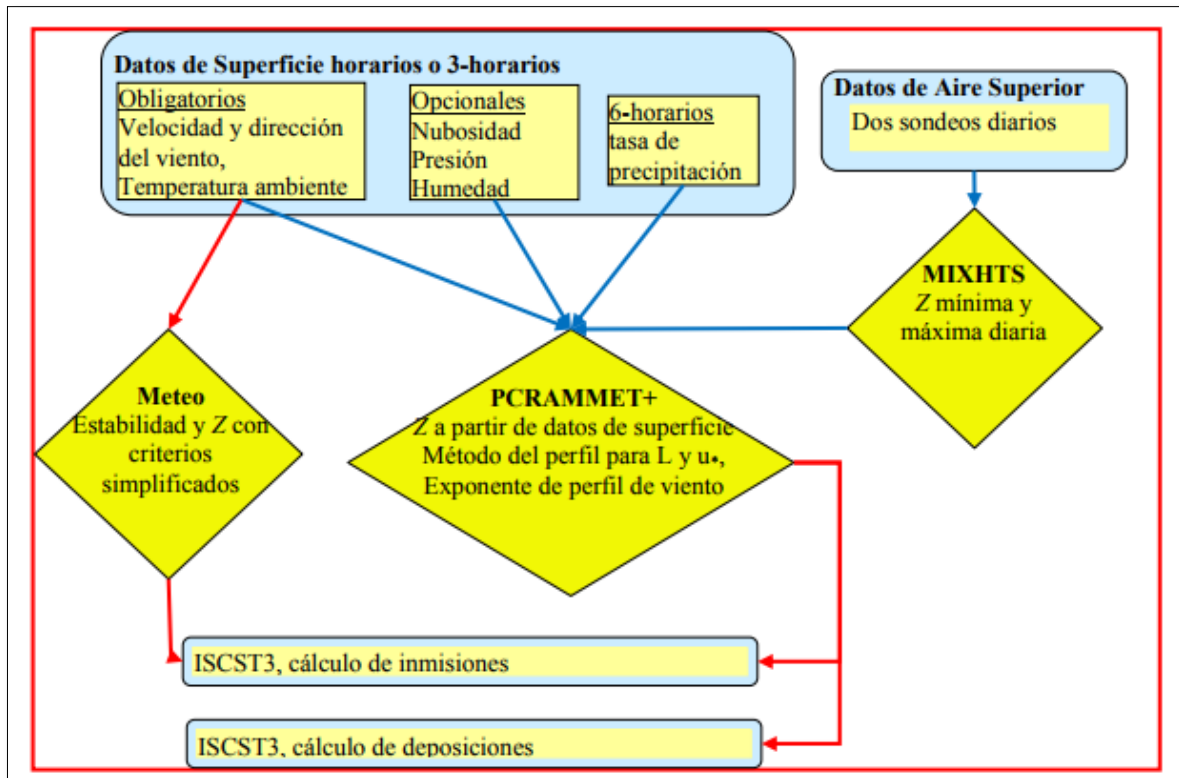 Datos de Superficie horarios o 3-horarios
Obligatorios
Velocidad y dirección
del viento,
Temperatura ambiente
Opcionales
Nubosidad
Presión
Humedad
6-horarios
tasa de
precipitación
Datos de Aire Superior
Dos sondeos diarios
MIXHTS
Z mínima y
máxima diaria
Meteo
Estabilidad y Z con
criterios
simplificados
PCRAMMET+
Z a partir de datos de superficie
Método del perfil para L y u*,
Exponente de perfil de viento
ISCST3, cálculo de inmisiones
ISCST3, cálculo de deposiciones